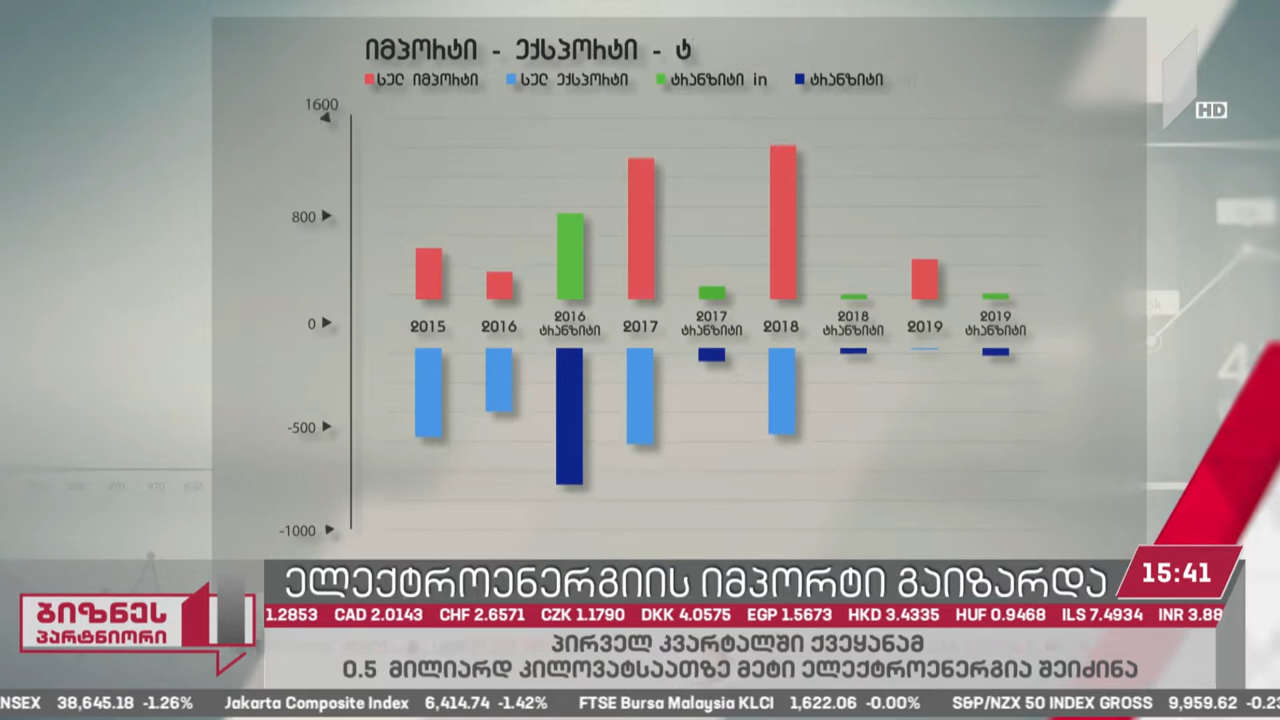 იმპორტი - ექსპორტი - ტ
სულ იმპორტი სულ ექსპორტი ტრანზიტი in ტრანზიტი
HD
1600
800
0
-500
-1000
2015 2016 2016 ტრანზიტი 2017 2017 ტრანზიტი 2018 2018 ტრანზიტი 2019 2019 ტრანზიტი
ელექტროენერგიის იმპორტი გაიზარდა
15:41
ბიზნეს
პარტნიორი
1.2853 CAD 2.0143 CHF 2.6571 CZK 1.1790 DKK 4.0575 EGP 1.5673 HKD 3.4335 HUF 0.9468 ILS 7.4934 INR 3.88
პირველ კვარტალში ქვეყანამ
0.5 მილიარდ კილოვატსაათზე მეტი ელექტროენერგია შეიძინა
NSEX 38,645.18 -1.26% Jakarta Composite Index 6,414.74 -1.42% FTSE Bursa Malaysia KLCI 1,622.06 -0.00% S&P/NZX 50 INDEX GROSS 9,959.62